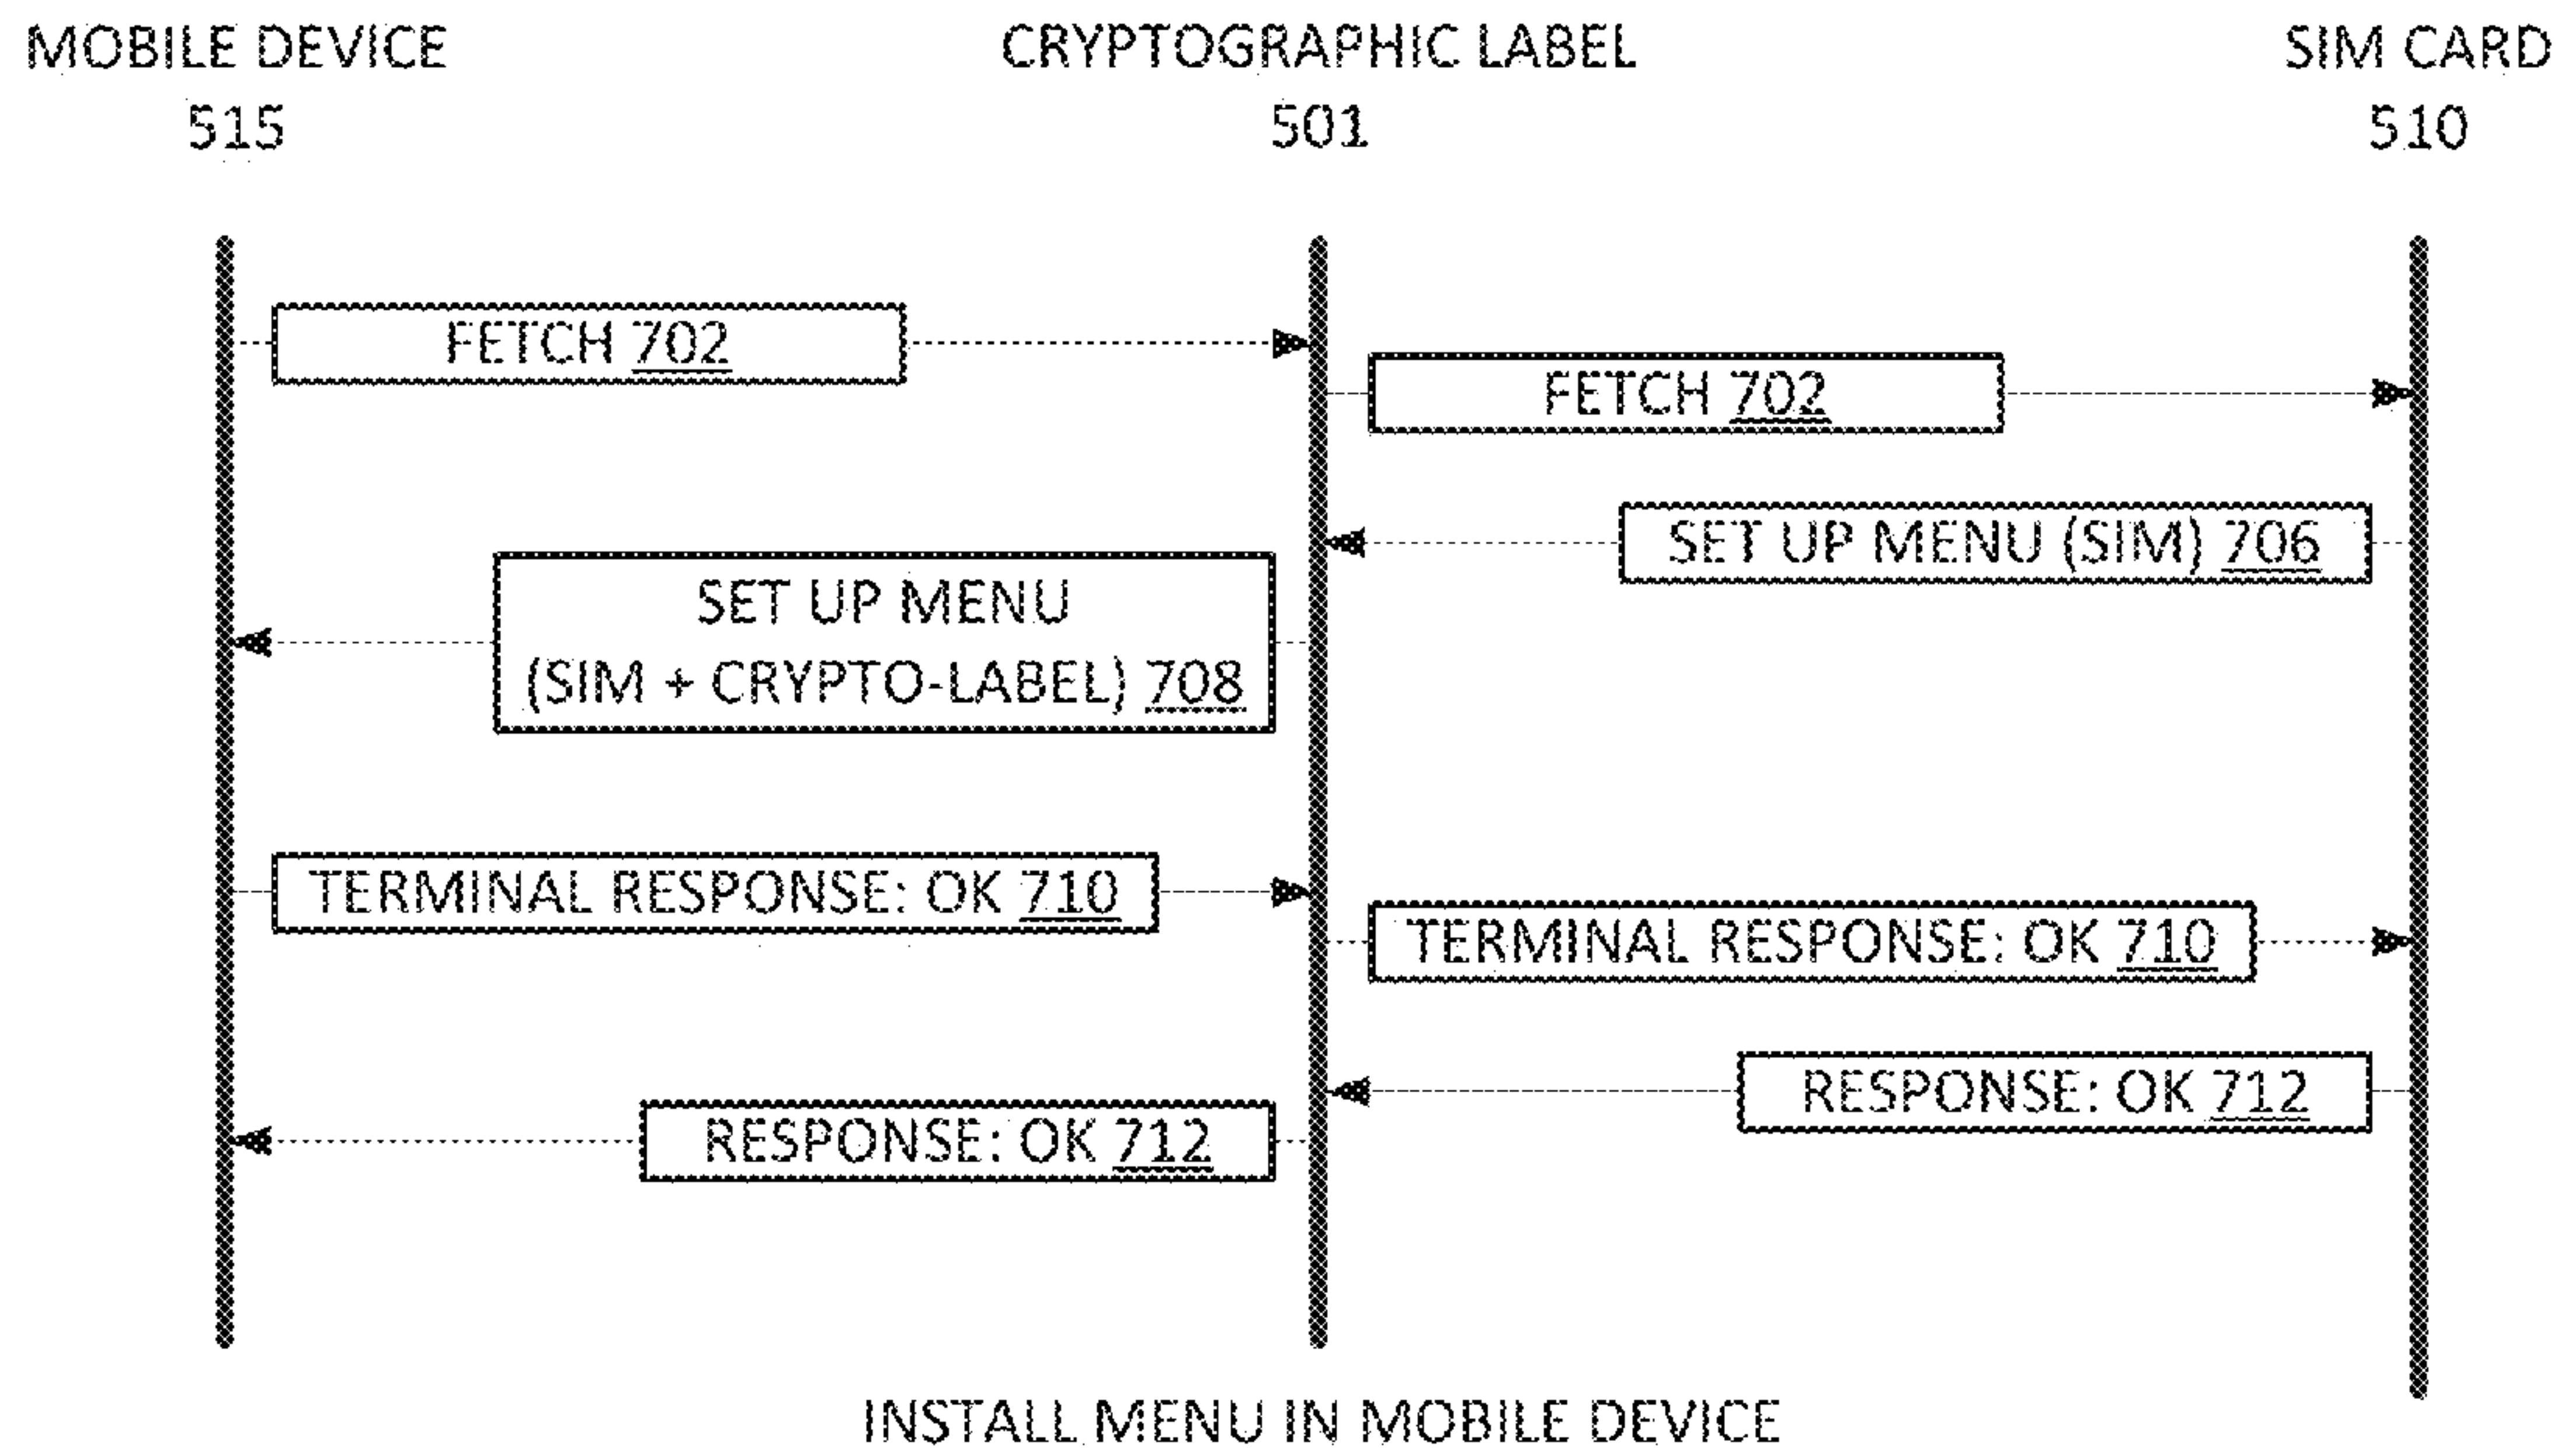 MOBILE DEVICE
515
CRYPTOGRAPHIC LABEL
501
SIM CARD
510
FETCH 702
FETCH 702
SET UP MENU (SIM) 706
SET UP MENU
(SIM + CRYPTO-LABEL) 708
TERMINAL RESPONSE: OK 710
TERMINAL RESPONSE: OK 710
RESPONSE: OK 712
RESPONSE: OK 712
INSTALL MENU IN MOBILE DEVICE